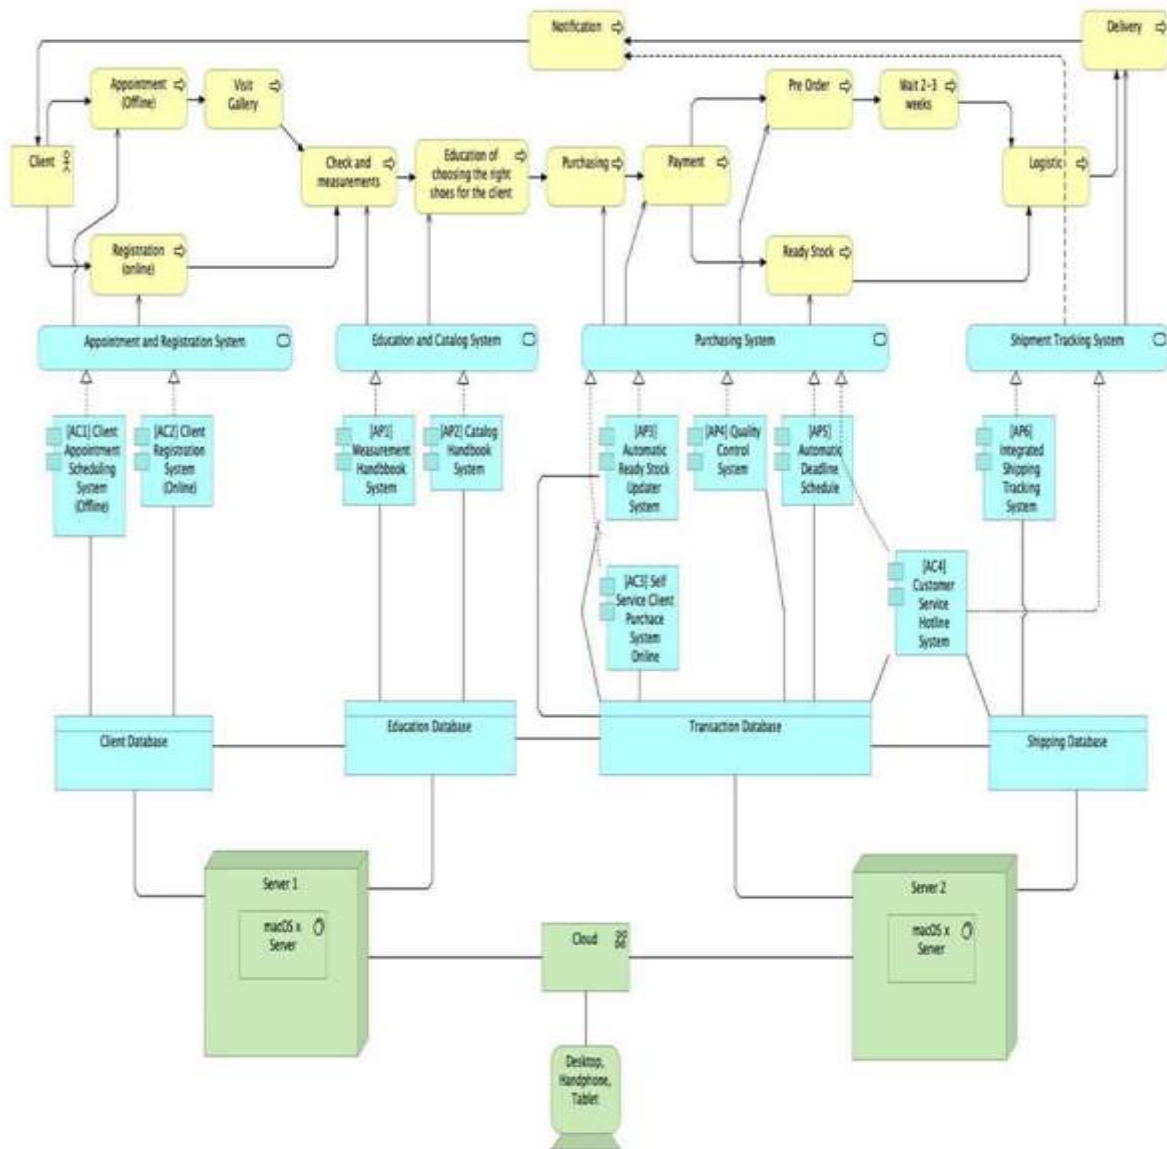 Notification
Delivery
Appointment
(Offline)
Visit
Gallery
Pre Order
Wait 2-3
weeks
Client
Check and
measurements
Education of
choosing the right
shoes for the client
Purchasing
Payment
Logistic
Registration
(online)
Ready Stock
Appointment and Registration System
Education and Catalog System
Purchasing System
Shipment Tracking System
[AC1] Client
Appointment
Scheduling
System
(Offline)
[AC2] Client
Registration
System
(Online)
[AP1]
Measurement
Handbbook
System
[AP2] Catalog
Handbook
System
[AP3]
Automatic
Ready Stock
Updater
System
[AP4] Quality
Control
System
[AP5]
Automatic
Deadline
Schedule
[AP6]
Integrated
Shipping
Tracking
System
[AC3] Self
Service Client
Purchace
System
Online
[AC4]
Customer
Service
Hotline
System
Client Database
Education Database
Transaction Database
Shipping Database
Server 1
macOS x
Server
Server 2
macOS x
Server
Cloud
Desktop,
Handphone,
Tablet